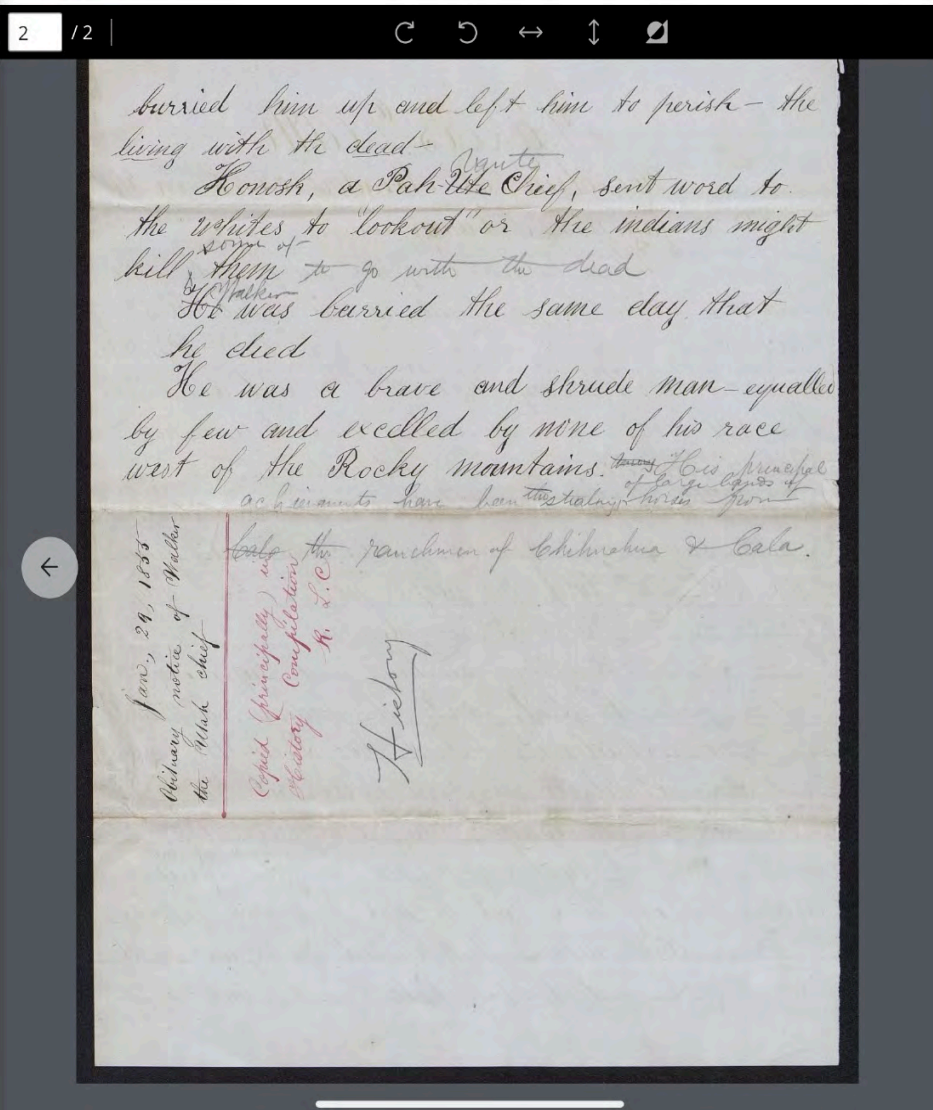 2 / 2
burried him up and left him to perish – the
living with th dead –
vante
Konosh, a Pah-Ute Chief, sent word to
the whites to "lookout" or the indians might
some of
kill them to go with the dead
Walker
He was burried the same day that
he died
He was a brave and shrude man – equalled
by few and excelled by none of his race
west of the Rocky mountains. His principal
of large bands of
achievments have been the stealing horses from
Cala the ranchmen of Chihuahua & Cala.
Jan., 29, 1855
Obituary notice of Walker
the Utah chief
Copied (principally) in
History Compilation
R. L. C.
History